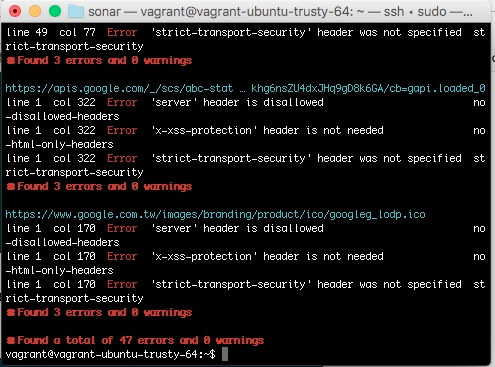 sonar — vagrant@vagrant-ubuntu-trusty-64: ~ — ssh ‹ sudo —...
line 49 col 77 Error 'strict-transport-security' header was not specified st
rict-transport-security
Found 3 errors and 0 warnings
https://apis.google.com/_/scs/abc-stat … khg6nsZU4dxJHq9gD8k6GA/cb=gapi.loaded_0
line 1 col 322 Error 'server' header is disallowed no
-disallowed-headers
line 1 col 322 Error 'x-xss-protection' header is not needed no
-html-only-headers
line 1 col 322 Error 'strict-transport-security' header was not specified st
rict-transport-security
Found 3 errors and 0 warnings
https://www.google.com.tw/images/branding/product/ico/googleg_lodp.ico
line 1 col 170 Error 'server' header is disallowed no
-disallowed-headers
line 1 col 170 Error 'x-xss-protection' header is not needed no
-html-only-headers
line 1 col 170 Error 'strict-transport-security' header was not specified st
rict-transport-security
Found 3 errors and 0 warnings
Found a total of 47 errors and 0 warnings
vagrant@vagrant-ubuntu-trusty-64:~$